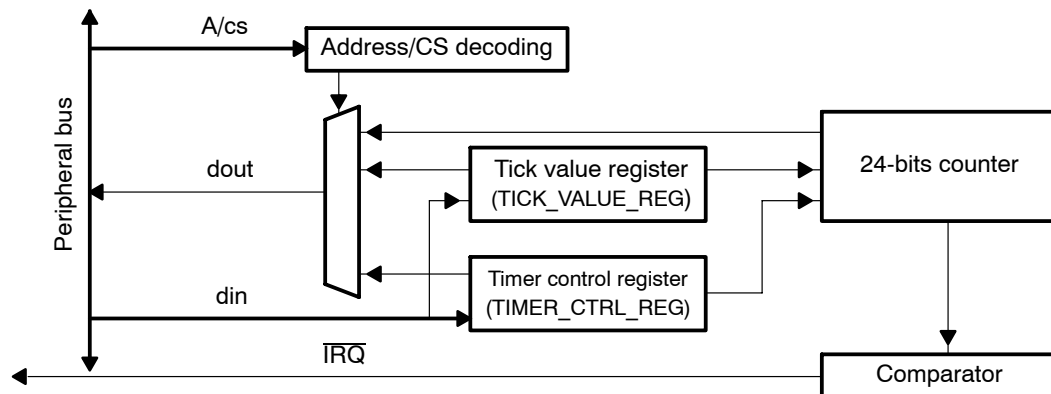 A/cs
Address/CS decoding
Peripheral bus
dout
Tick value register
(TICK_VALUE_REG)
24-bits counter
Timer control register
(TIMER_CTRL_REG)
din
IRQ
Comparator